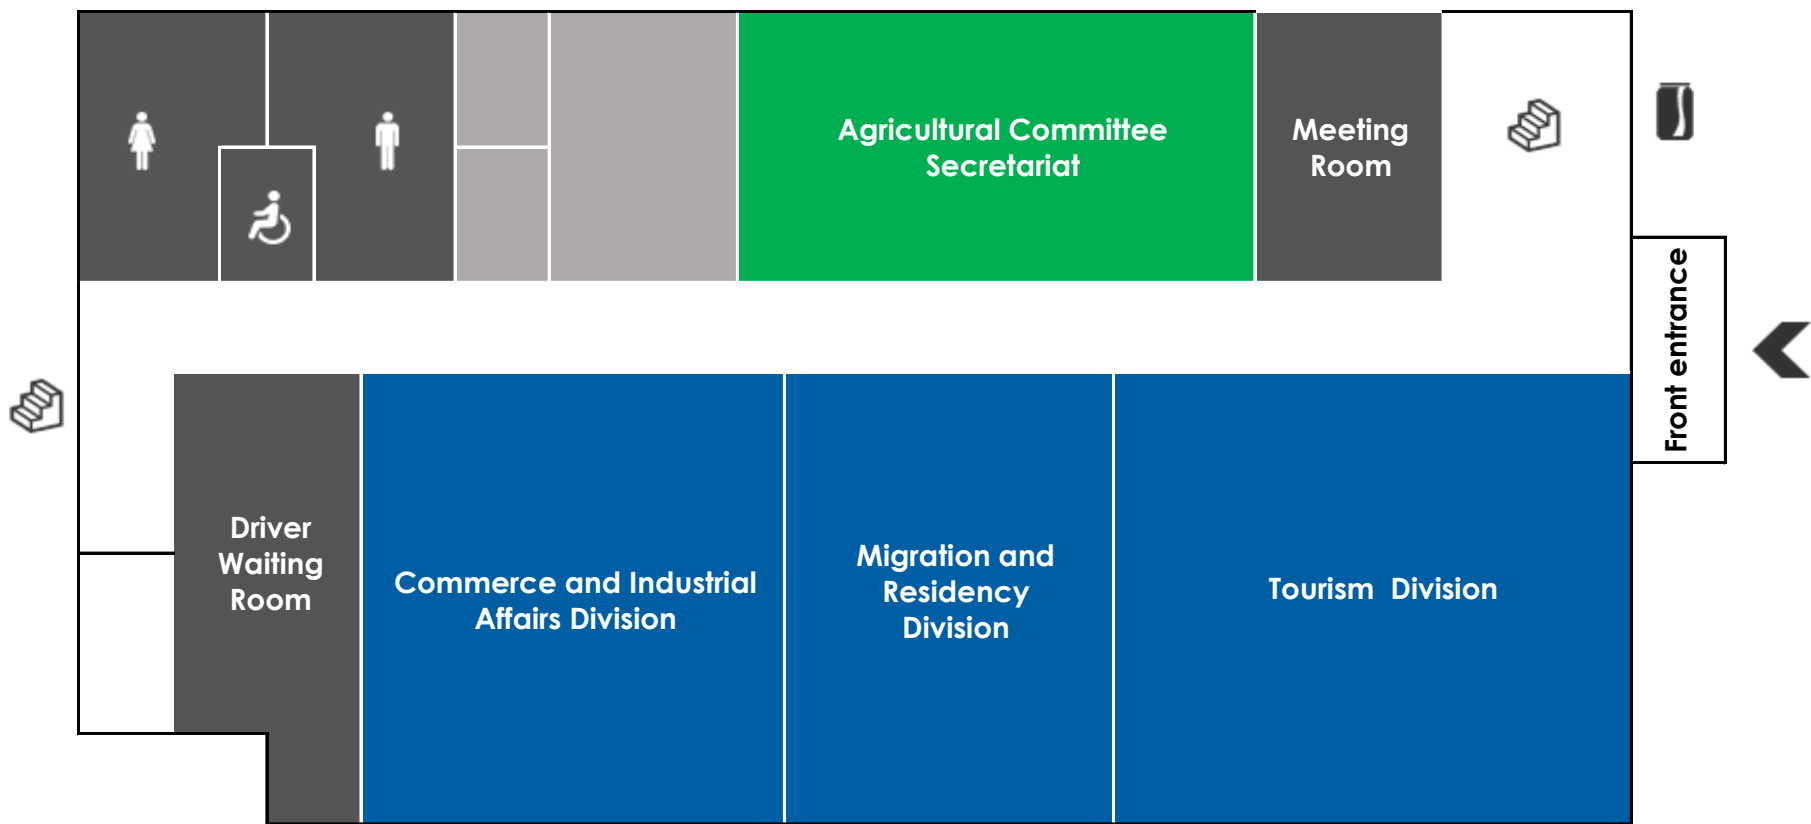 Agricultural Committee
Secretariat
Meeting
Room
Front entrance
Driver
Waiting
Room
Commerce and Industrial
Affairs Division
Migration and
Residency
Division
Tourism  Division